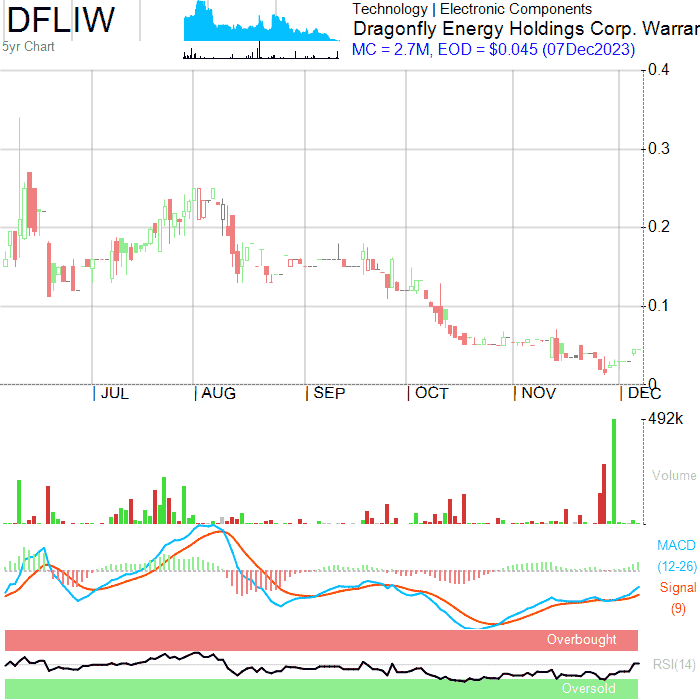 DFLIW
5yr Chart
Technology | Electronic Components
Dragonfly Energy Holdings Corp. Warran
MC = 2.7M, EOD = $0.045 (07Dec2023)
0.4
0.3
0.2
0.1
0
JUL
AUG
SEP
OCT
NOV
DEC
492k
Volume
MACD
(12-26)
Signal
(9)
Overbought
RSI(14)
Oversold